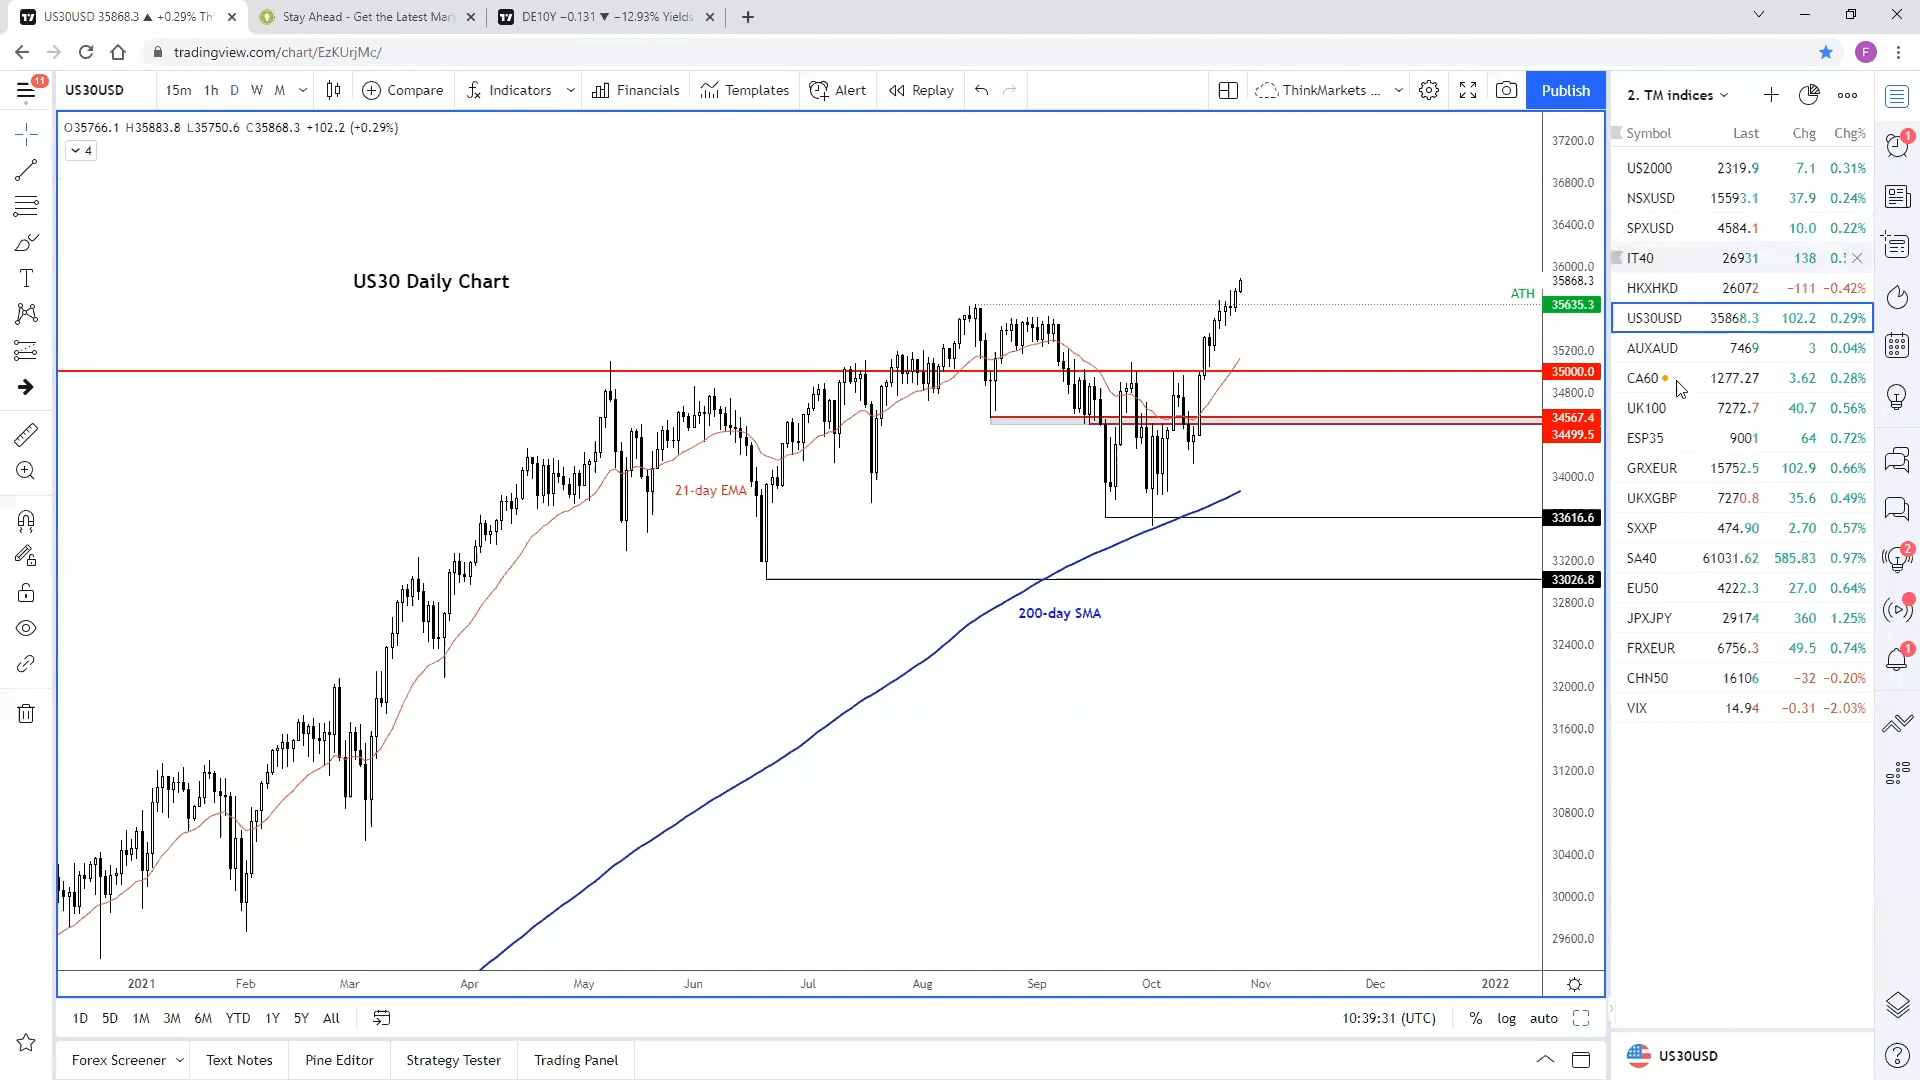 US30USD 35868.3 ▲ +0.29% Th
Stay Ahead - Get the Latest Mar
DE10Y −0.131 ▼ −12.93% Yields
tradingview.com/chart/EzKUrjMc/
F
11
US30USD
15m 1h D W M
Compare
Indicators
Financials
Templates
Alert
Replay
ThinkMarkets ...
Publish
O35766.1 H35883.8 L35750.6 C35868.3 +102.2 (+0.29%)
4
US30 Daily Chart
21-day EMA
200-day SMA
ATH
37200.0
36800.0
36400.0
36000.0
35868.3
35635.3
35200.0
35000.0
34800.0
34567.4
34499.5
34000.0
33616.6
33200.0
33026.8
32800.0
32400.0
32000.0
31600.0
31200.0
30800.0
30400.0
30000.0
29600.0
2021 Feb Mar Apr May Jun Jul Aug Sep Oct Nov Dec 2022
1D 5D 1M 3M 6M YTD 1Y 5Y All
10:39:31 (UTC) % log auto
Forex Screener Text Notes Pine Editor Strategy Tester Trading Panel
2. TM indices
Symbol Last Chg Chg%
US2000 2319.9 7.1 0.31%
NSXUSD 15593.1 37.9 0.24%
SPXUSD 4584.1 10.0 0.22%
IT40 26931 138
HKXHKD 26072 −111 −0.42%
US30USD 35868.3 102.2 0.29%
AUXAUD 7469 3 0.04%
CA60 1277.27 3.62 0.28%
UK100 7272.7 40.7 0.56%
ESP35 9001 64 0.72%
GRXEUR 15752.5 102.9 0.66%
UKXGBP 7270.8 35.6 0.49%
SXXP 474.90 2.70 0.57%
SA40 61031.62 585.83 0.97%
EU50 4222.3 27.0 0.64%
JPXJPY 29174 360 1.25%
FRXEUR 6756.3 49.5 0.74%
CHN50 16106 −32 −0.20%
VIX 14.94 −0.31 −2.03%
US30USD
1
2
1